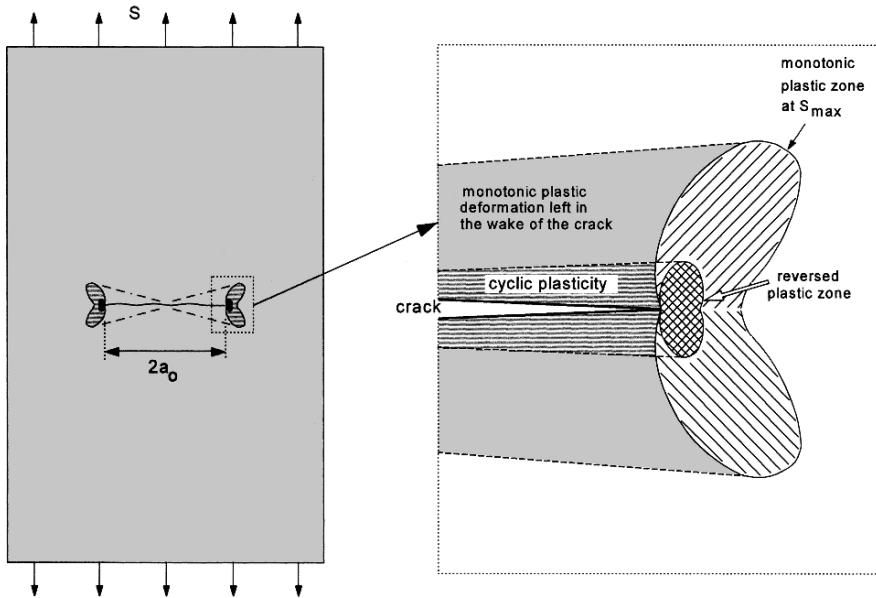 S
2ao
monotonic
plastic zone
at Smax
monotonic plastic
deformation left in
the wake of the crack
cyclic plasticity
reversed
plastic zone
crack